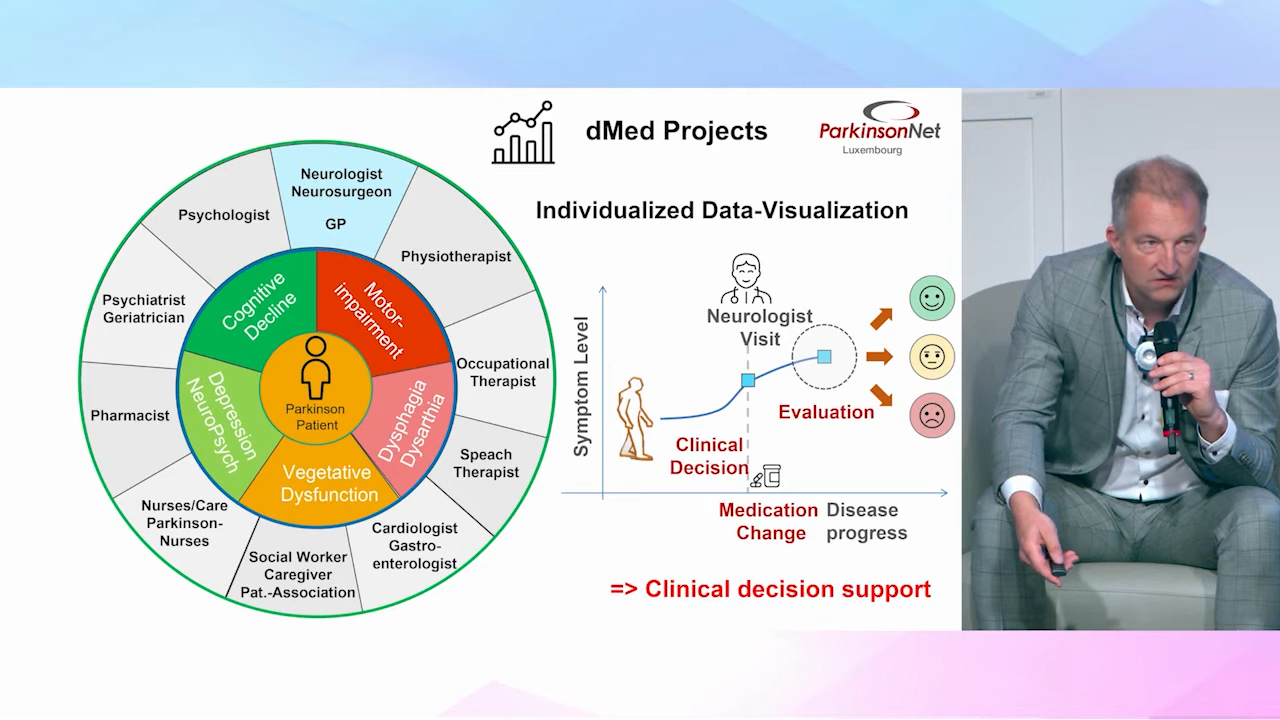 dMed Projects
ParkinsonNet
Luxembourg
Neurologist
Neurosurgeon
GP
Physiotherapist
Occupational
Therapist
Speach
Therapist
Cardiologist
Gastro-
enterologist
Social Worker
Caregiver
Pat.-Association
Nurses/Care
Parkinson-
Nurses
Pharmacist
Psychiatrist
Geriatrician
Psychologist
Cognitive
Decline
Motor-
impairment
Dysphagia
Dysarthia
Vegetative
Dysfunction
Depression
NeuroPsych
Parkinson
Patient
Individualized Data-Visualization
Symptom Level
Neurologist
Visit
Evaluation
Clinical
Decision
Medication
Change
Disease
progress
=> Clinical decision support